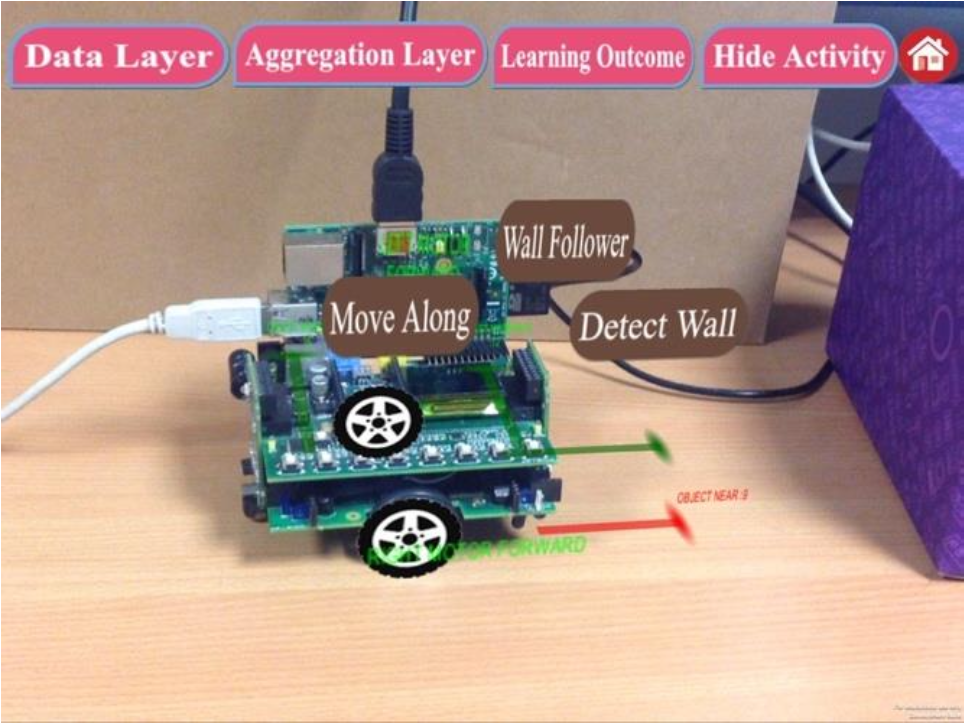 Data Layer
Aggregation Layer
Learning Outcome
Hide Activity
Wall Follower
Move Along
Detect Wall
OBJECT NEAR :9
MOTOR FORWARD